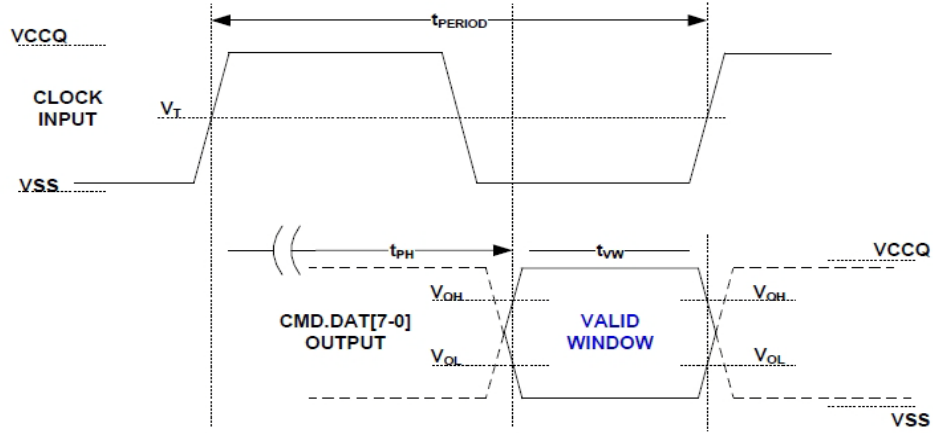 tPERIOD
VCCQ
CLOCK
INPUT
VT
VSS
tPH
tVW
VCCQ
VOH
VOH
CMD.DAT[7-0]
OUTPUT
VALID
WINDOW
VOL
VOL
VSS